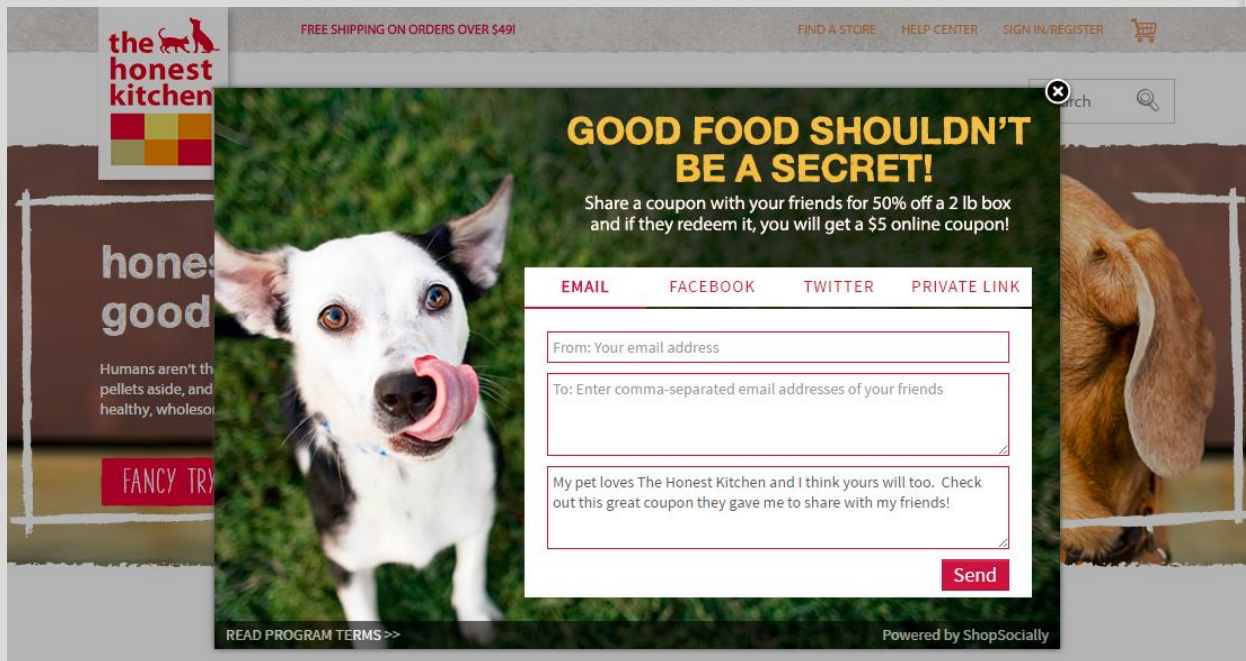 the
honest
kitchen
FREE SHIPPING ON ORDERS OVER $49!
FIND A STORE HELP CENTER SIGN IN/REGISTER
GOOD FOOD SHOULDN'T
BE A SECRET!
Share a coupon with your friends for 50% off a 2 lb box
and if they redeem it, you will get a $5 online coupon!
good
Humans aren't
pellets aside, and
healthy,
FANCY
EMAIL FACEBOOK TWITTER PRIVATE LINK
From: Your email address
To: Enter comma-separated email addresses of your friends
My pet loves The Honest Kitchen and I think yours will too. Check
out this great coupon they gave me to share with my friends!
Send
READ PROGRAM TERMS >>
Powered by ShopSocially